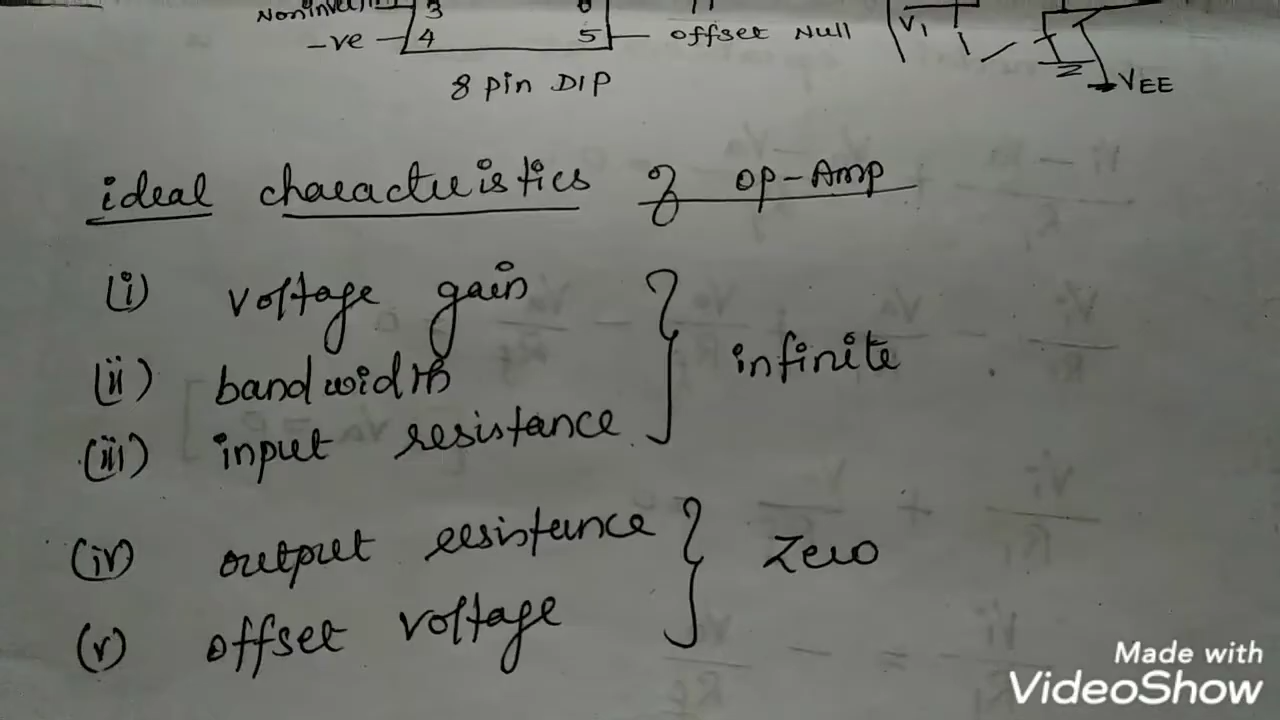 3
-ve 4 5 offset Null
V1
8 pin DIP
VEE
ideal characteristics of op-Amp
(i) voltage gain
(ii) bandwidth
(iii) input resistance
infinite
(iv) output resistance
(v) offset voltage
Zero
Made with
VideoShow